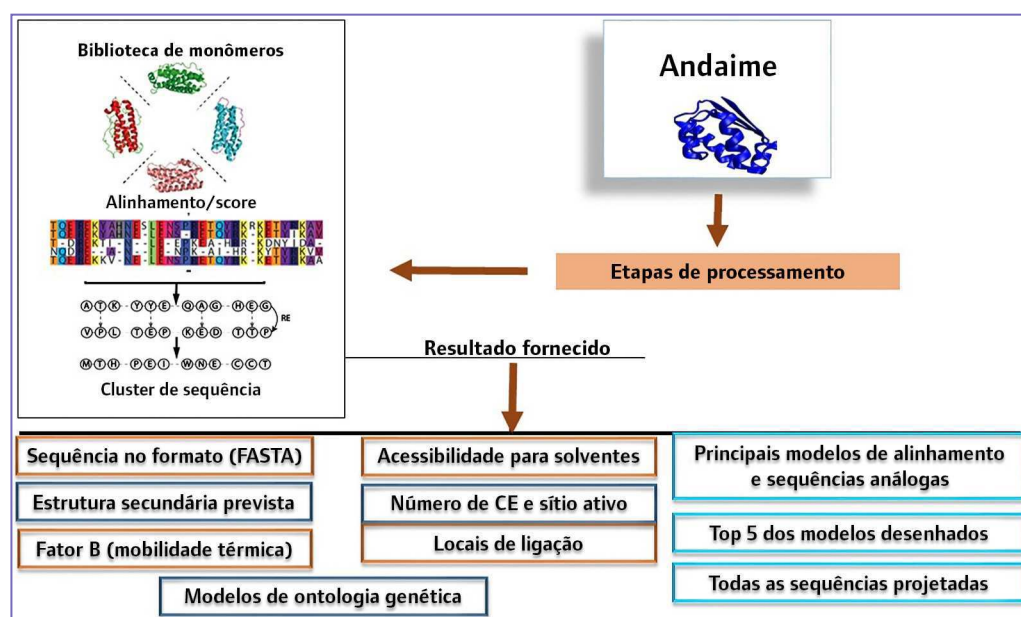 Biblioteca de monômeros
Andaime
Alinhamento/score
Etapas de processamento
A T K Y Y E Q A G H E G
RE
V P L T E P K E D T T P
M T H P E I W N E C C T
Cluster de sequência
Resultado fornecido
Sequência no formato (FASTA)
Acessibilidade para solventes
Principais modelos de alinhamento
e sequências análogas
Estrutura secundária prevista
Número de CE e sítio ativo
Top 5 dos modelos desenhados
Fator B (mobilidade térmica)
Locais de ligação
Todas as sequências projetadas
Modelos de ontologia genética